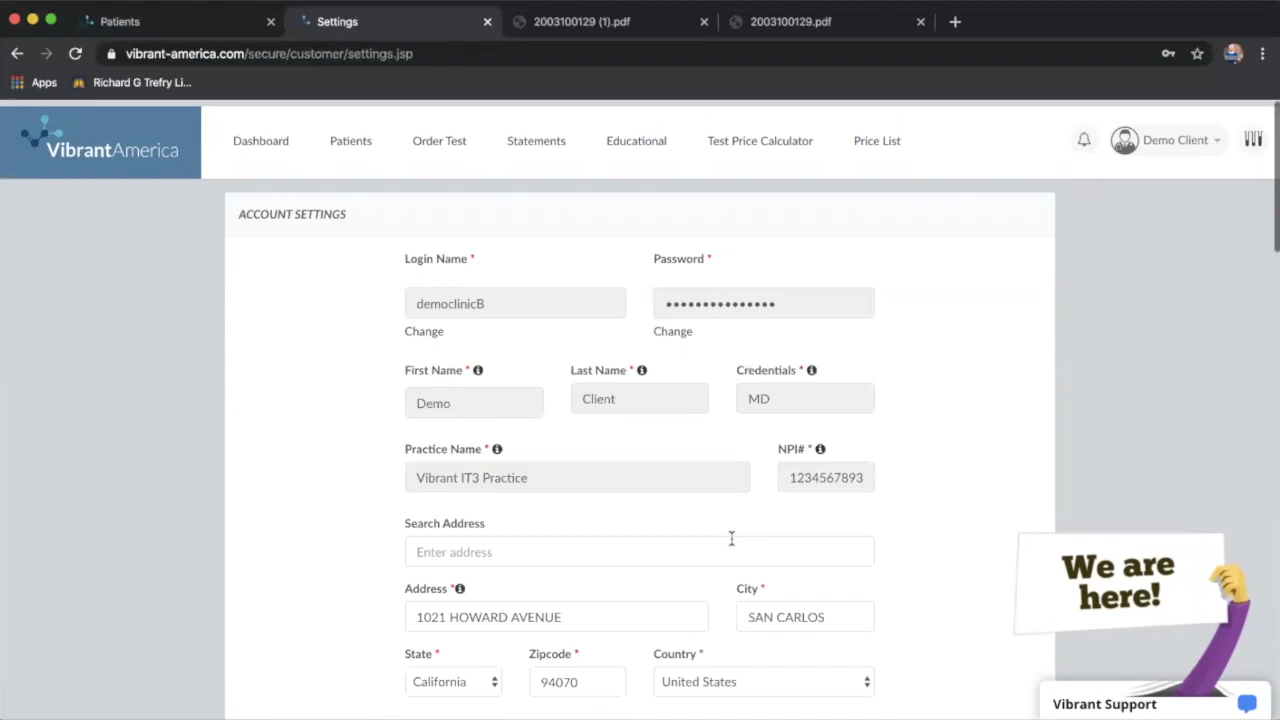 Patients
Settings
2003100129 (1).pdf
2003100129.pdf
vibrant-america.com/secure/customer/settings.jsp
Apps
Richard G Trefry Li...
VibrantAmerica
Dashboard
Patients
Order Test
Statements
Educational
Test Price Calculator
Price List
Demo Client
ACCOUNT SETTINGS
Login Name *
Password *
democlinicB
•••••••••••••••
Change
Change
First Name *
Last Name *
Credentials *
Demo
Client
MD
Practice Name *
NPI# *
Vibrant IT3 Practice
1234567893
Search Address
Enter address
Address *
City *
1021 HOWARD AVENUE
SAN CARLOS
State *
Zipcode *
Country *
California
94070
United States
We are
here!
Vibrant Support